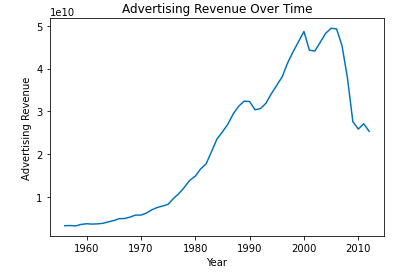 Advertising Revenue Over Time
1e10
5
4
3
2
1
Advertising Revenue
1960 1970 1980 1990 2000 2010
Year